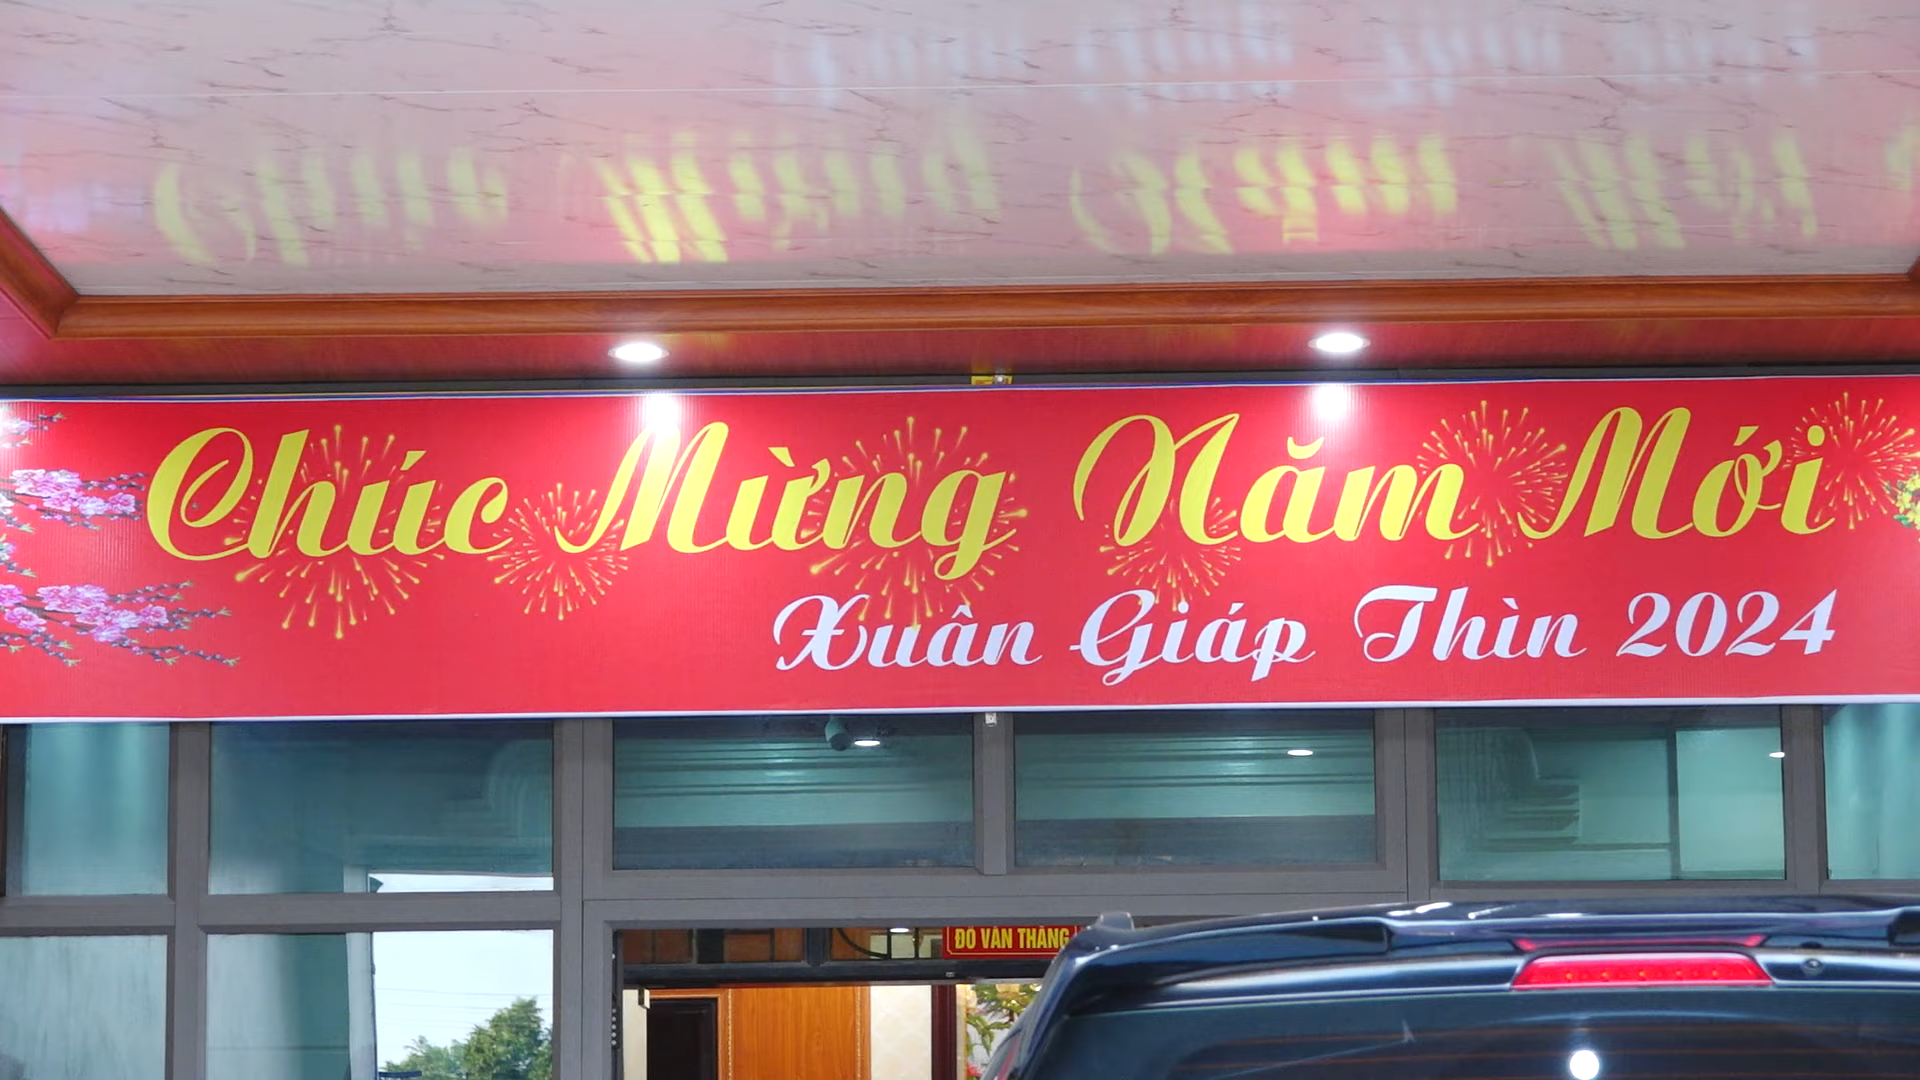 Chúc Mừng Năm Mới
Xuân Giáp Thìn 2024
ĐỖ VĂN THĂNG